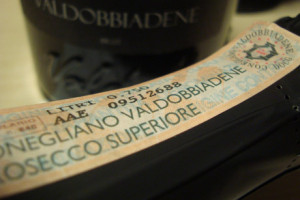 VALDOBBIADENE
LITRI 0,750
AAE 09512688
ONEGLIANO VALDOBBIADENE
ROSECCO SUPERIORE